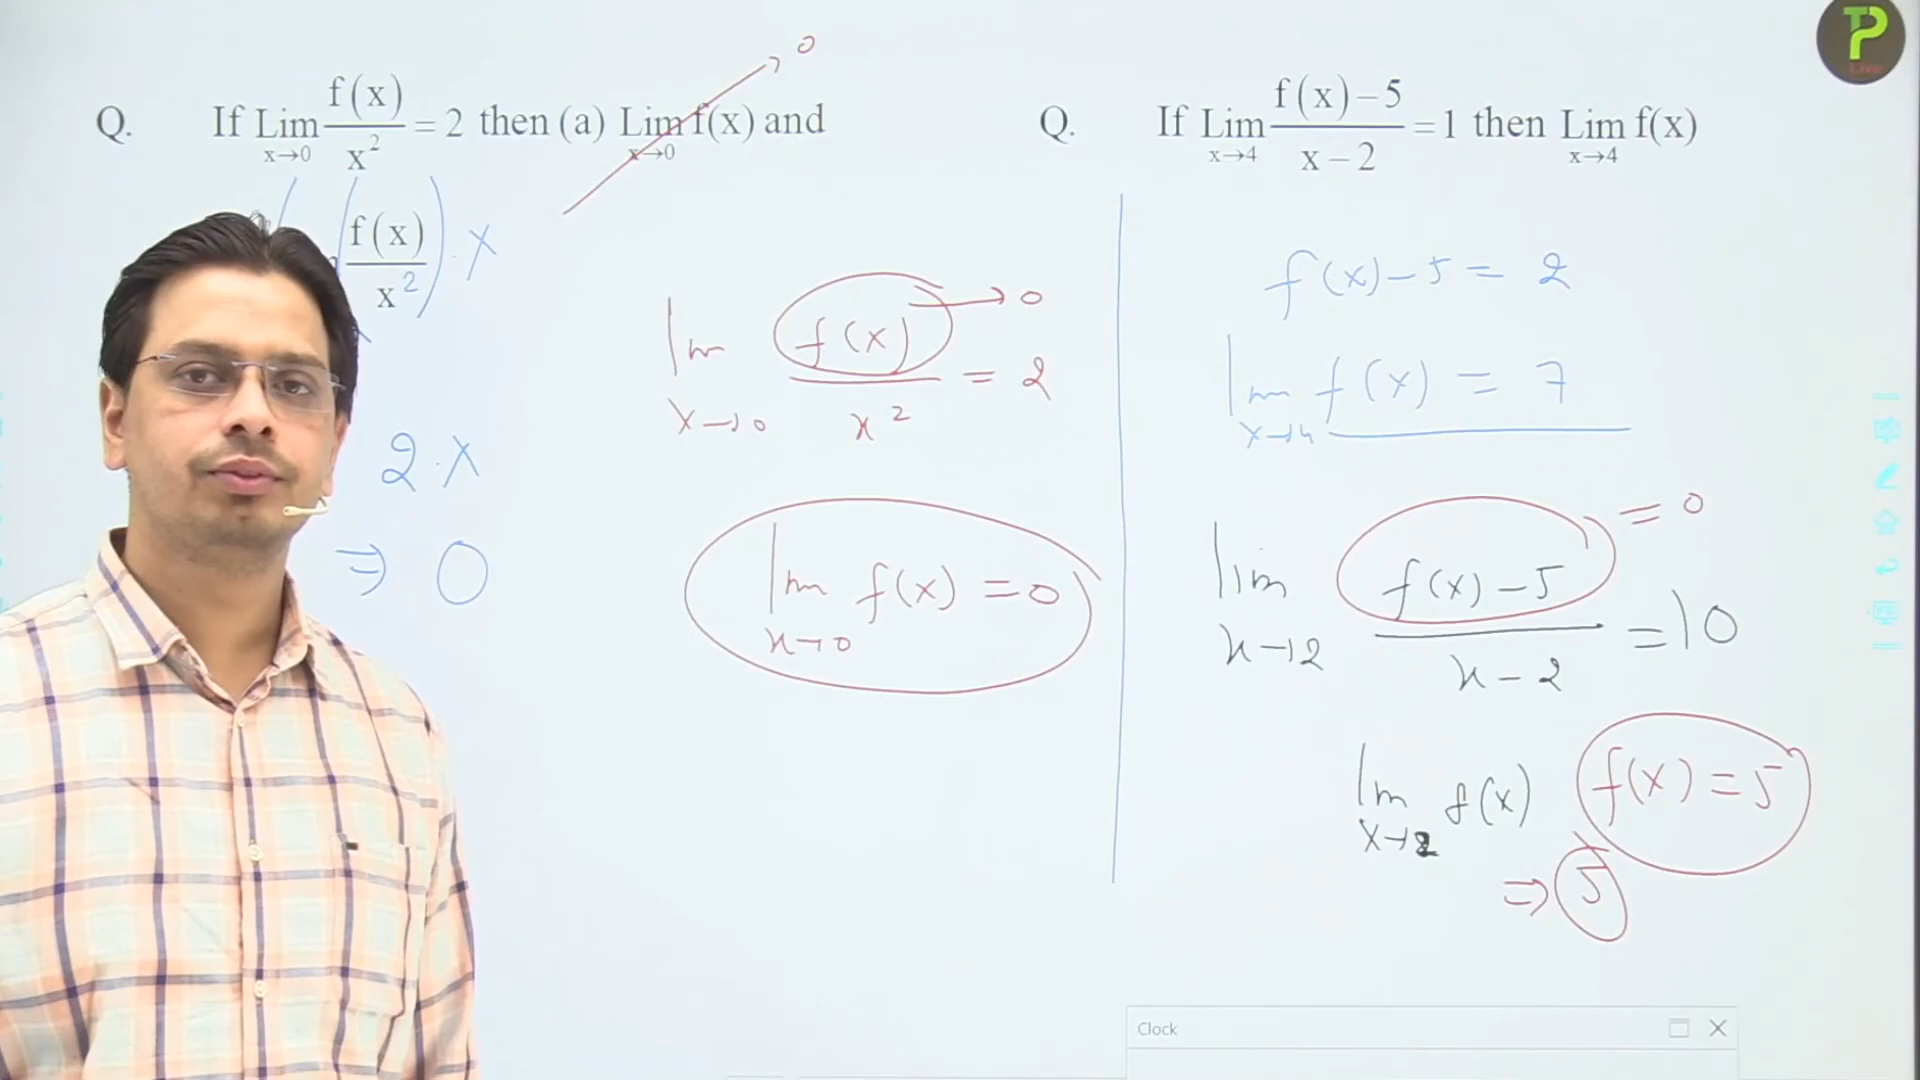 Q. If Lim x→0 f(x)/x² = 2 then (a) Lim x→0 f(x) and
0
(f(x)/x²) · x
2 · x
⇒ 0
lim x→0 f(x)/x² = 2
→ 0
lim x→0 f(x) = 0
Q. If Lim x→4 f(x)−5/x−2 = 1 then Lim x→4 f(x)
f(x)−5 = 2
lim x→4 f(x) = 7
lim x→2 f(x)−5/x−2 = 10
= 0
lim x→2 f(x)
f(x) = 5
⇒ 5
TP
Live
Clock